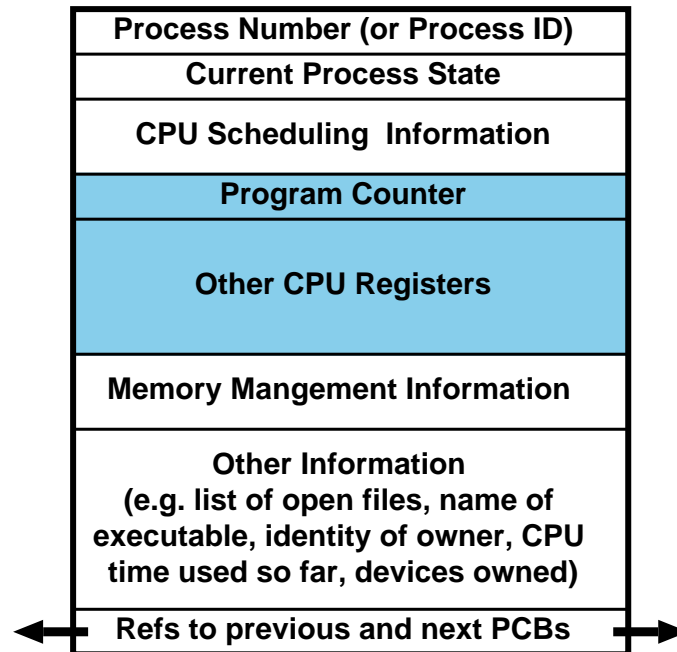 Process Number (or Process ID)
Current Process State
CPU Scheduling Information
Program Counter
Other CPU Registers
Memory Mangement Information
Other Information
(e.g. list of open files, name of
executable, identity of owner, CPU
time used so far, devices owned)
Refs to previous and next PCBs